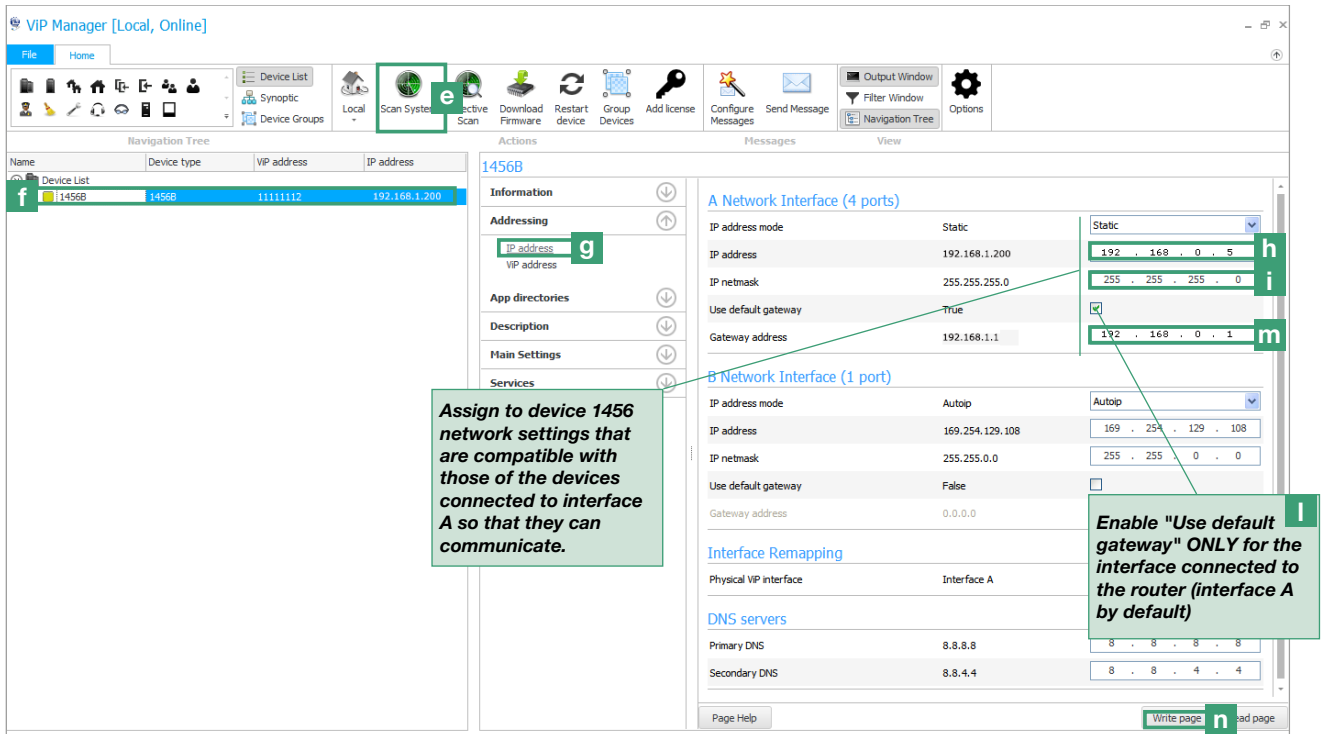 ViP Manager [Local, Online]
File Home
Device List
Synoptic
Device Groups
Local
Scan System
e
Scan
Download Firmware
Restart device
Group Devices
Add license
Configure Messages
Send Message
Output Window
Filter Window
Navigation Tree
Options
Navigation Tree Actions Messages View
Name Device type ViP address IP address
Device List
f 1456B 1456B 11111112 192.168.1.200
1456B
Information
Addressing
IP address g
ViP address
App directories
Description
Main Settings
Services
A Network Interface (4 ports)
IP address mode Static Static
IP address 192.168.1.200 192 . 168 . 0 . 5 h
IP netmask 255.255.255.0 255 . 255 . 255 . 0 i
Use default gateway True
Gateway address 192.168.1.1 192 . 168 . 0 . 1 m
B Network Interface (1 port)
IP address mode Autoip Autoip
IP address 169.254.129.108 169 . 254 . 129 . 108
IP netmask 255.255.0.0 255 . 255 . 0 . 0
Use default gateway False
Gateway address 0.0.0.0
Interface Remapping
Physical ViP interface Interface A
DNS servers
Primary DNS 8.8.8.8 8 . 8 . 8 . 8
Secondary DNS 8.8.4.4 8 . 8 . 4 . 4
Page Help Write page n
Assign to device 1456
network settings that
are compatible with
those of the devices
connected to interface
A so that they can
communicate.
l
Enable "Use default
gateway" ONLY for the
interface connected to
the router (interface A
by default)